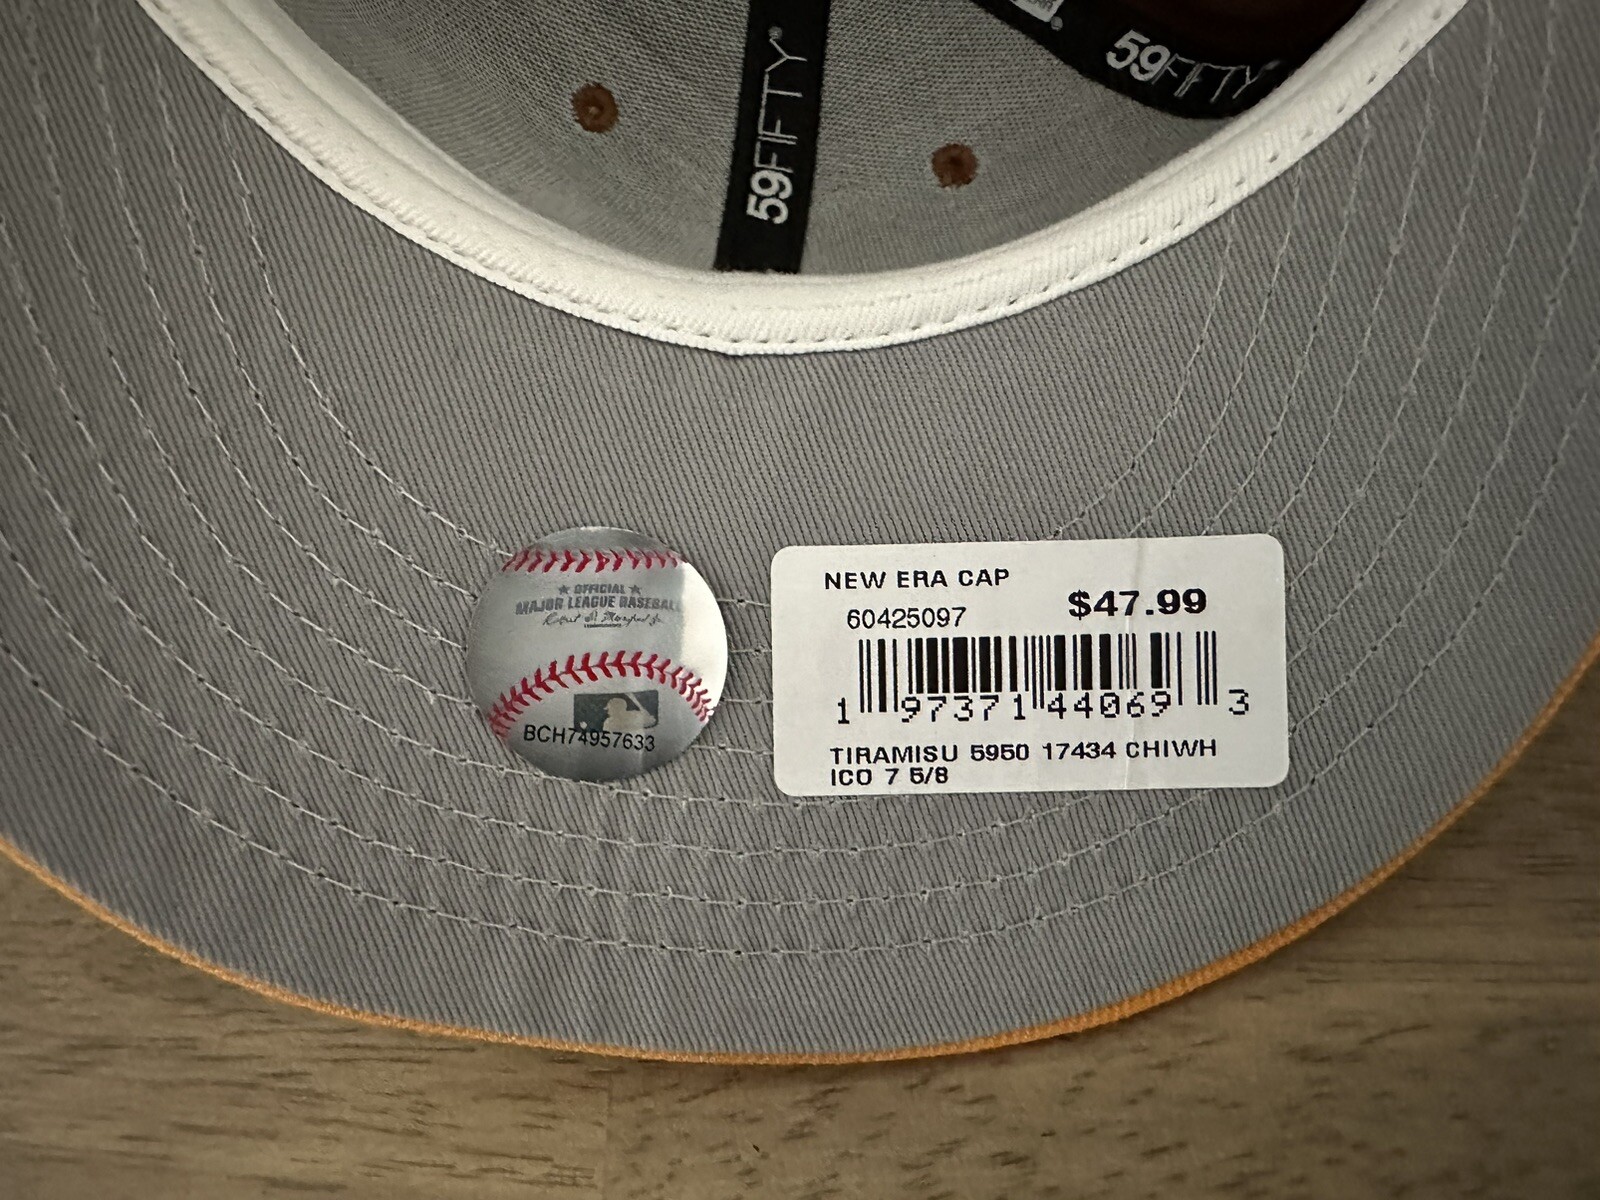 59FIFTY®
59FIFTY
★ OFFICIAL ★
MAJOR LEAGUE BASEBALL
BCH74957633
NEW ERA CAP
60425097 $47.99
1 97371 44069 3
TIRAMISU 5950 17434 CHIWH
ICO 7 5/8